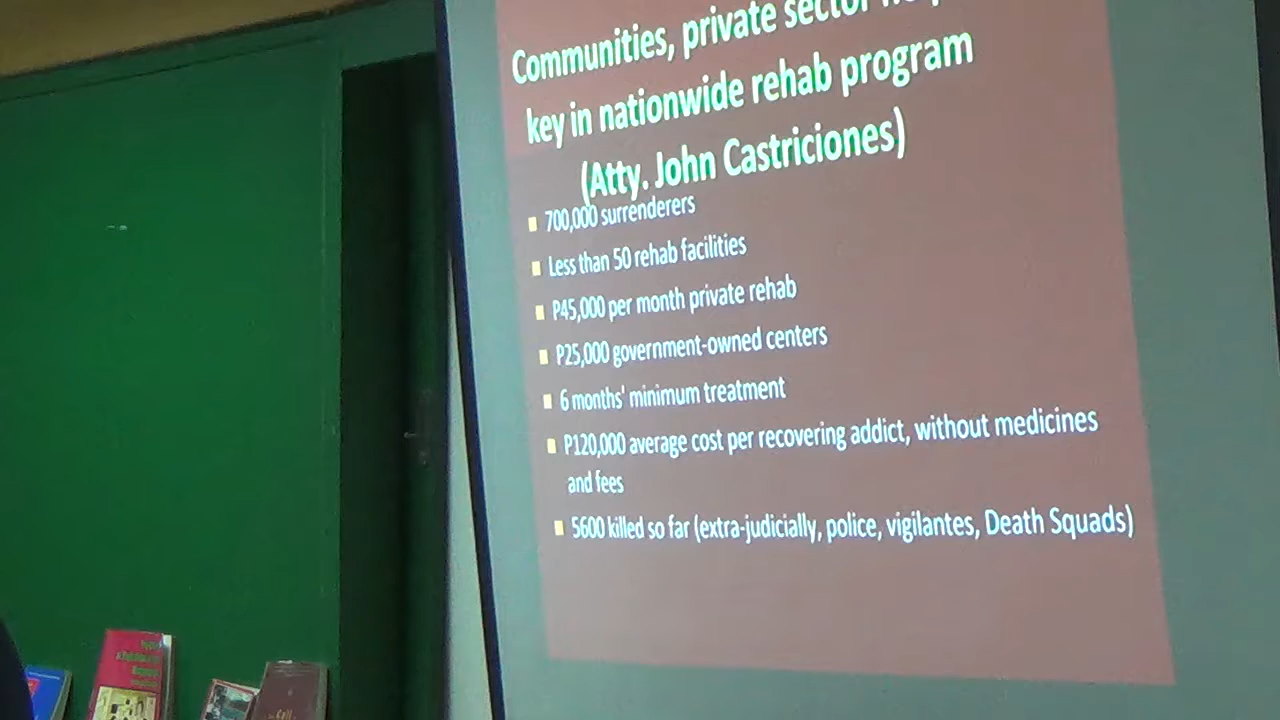 Communities, private sector
key in nationwide rehab program
(Atty. John Castriciones)
700,000 surrenderers
Less than 50 rehab facilities
P45,000 per month private rehab
P25,000 government-owned centers
6 months' minimum treatment
P120,000 average cost per recovering addict, without medicines
and fees
5600 killed so far (extra-judicially, police, vigilantes, Death Squads)